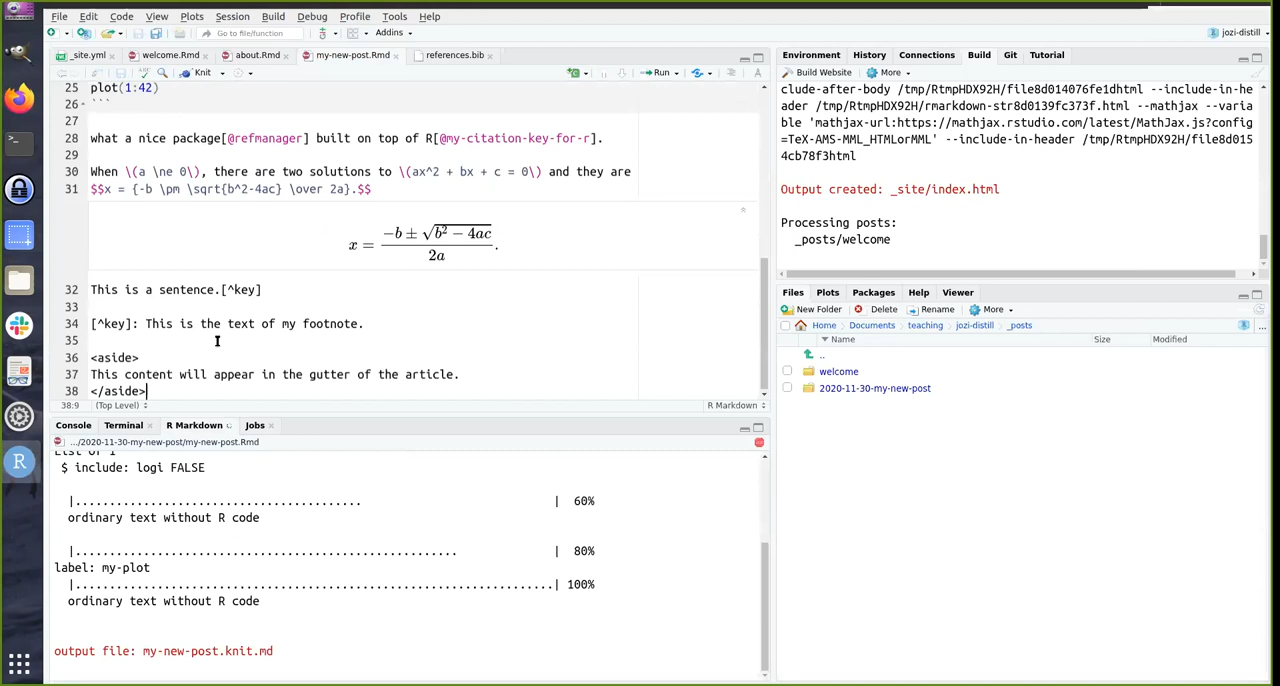 File Edit Code View Plots Session Build Debug Profile Tools Help
Go to file/function Addins jozi-distill
_site.yml welcome.Rmd about.Rmd my-new-post.Rmd references.bib
Knit Run
25 plot(1:42)
26 ```
27
28 what a nice package[@refmanager] built on top of R[@my-citation-key-for-r].
29
30 When \(a \ne 0\), there are two solutions to \(ax^2 + bx + c = 0\) and they are
31 $$x = {-b \pm \sqrt{b^2-4ac} \over 2a}.$$
x = −b ± √b² − 4ac / 2a .
32 This is a sentence.[^key]
33
34 [^key]: This is the text of my footnote.
35
36 <aside>
37 This content will appear in the gutter of the article.
38 </aside>
38:9 (Top Level) R Markdown
Console Terminal R Markdown Jobs
.../2020-11-30-my-new-post/my-new-post.Rmd
List of 1
$ include: logi FALSE
|..................................... | 60%
ordinary text without R code
|.................................................. | 80%
label: my-plot
|................................................................| 100%
ordinary text without R code
output file: my-new-post.knit.md
Environment History Connections Build Git Tutorial
Build Website More
clude-after-body /tmp/RtmpHDX92H/file8d014076fe1dhtml --include-in-he
ader /tmp/RtmpHDX92H/rmarkdown-str8d0139fc373f.html --mathjax --varia
ble 'mathjax-url:https://mathjax.rstudio.com/latest/MathJax.js?config
=TeX-AMS-MML_HTMLorMML' --include-in-header /tmp/RtmpHDX92H/file8d015
4cb78f3html
Output created: _site/index.html
Processing posts:
_posts/welcome
Files Plots Packages Help Viewer
New Folder Delete Rename More
Home Documents teaching jozi-distill _posts
Name Size Modified
..
welcome
2020-11-30-my-new-post